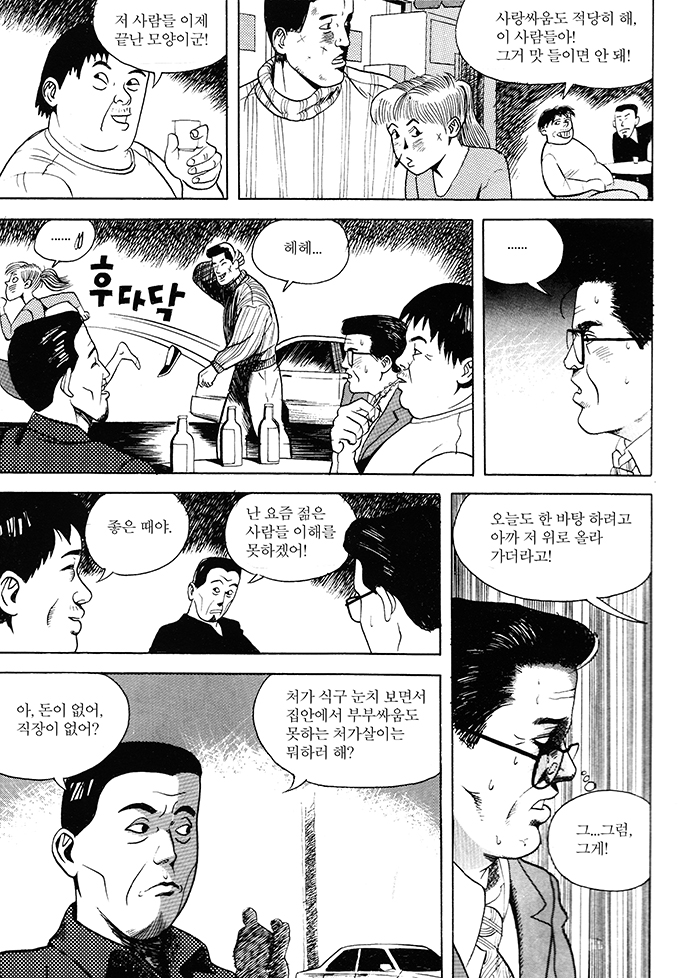 저 사람들 이제
끝난 모양이군!
사랑싸움도 적당히 해,
이 사람들아!
그거 맛 들이면 안 돼!
......
후다닥
헤헤...
......
좋은 때야.
난 요즘 젊은
사람들 이해를
못하겠어!
오늘도 한 바탕 하려고
아까 저 위로 올라
가더라고!
아, 돈이 없어,
직장이 없어?
처가 식구 눈치 보면서
집안에서 부부싸움도
못하는 처가살이는
뭐하러 해?
그...그럼,
그게!